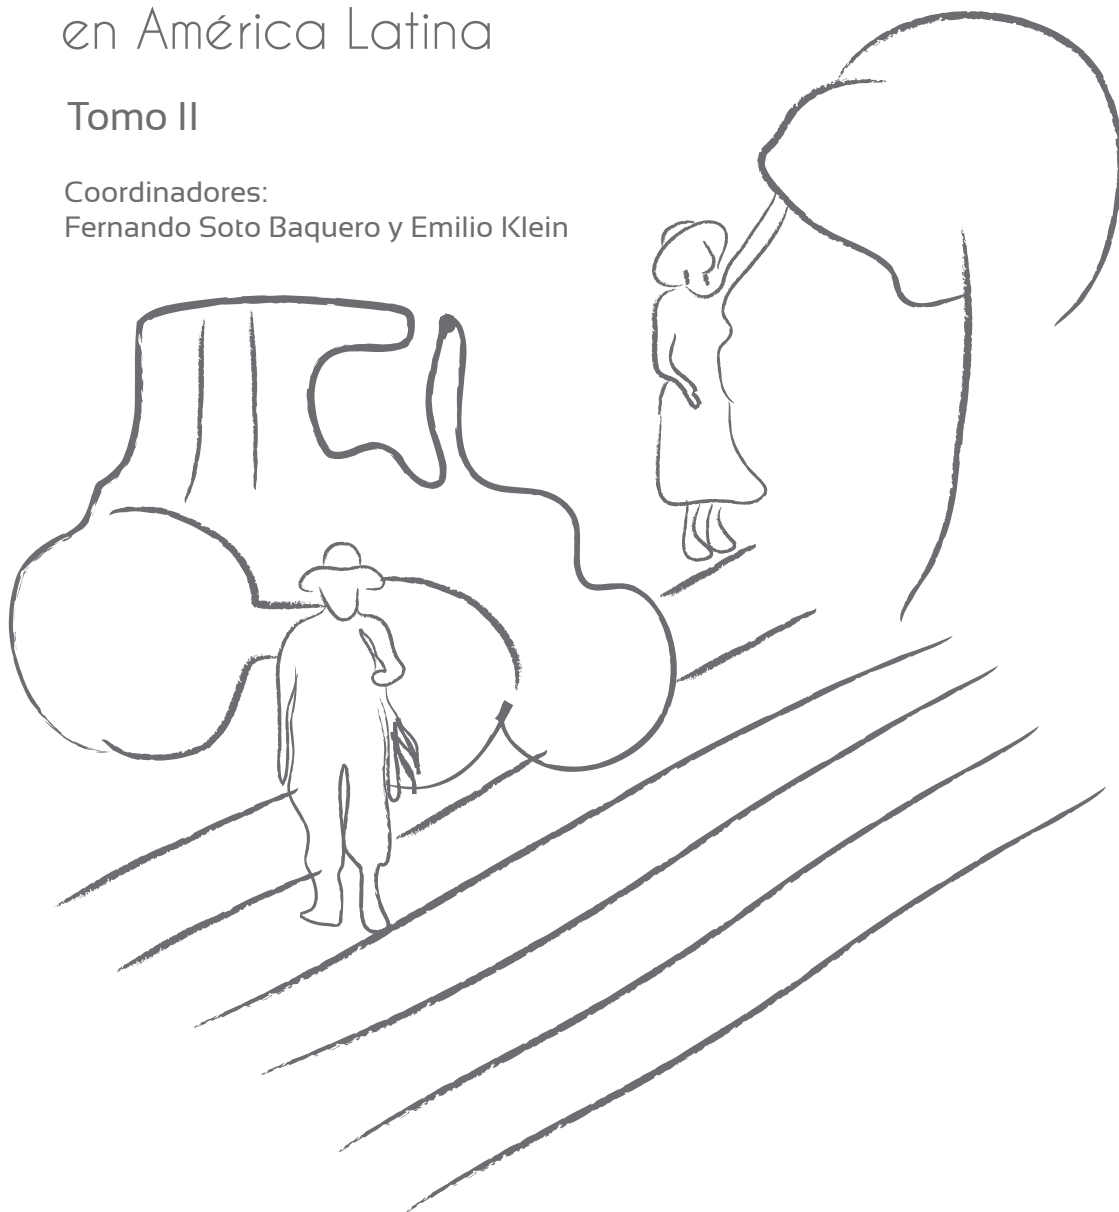 en América Latina
Tomo II
Coordinadores:
Fernando Soto Baquero y Emilio Klein